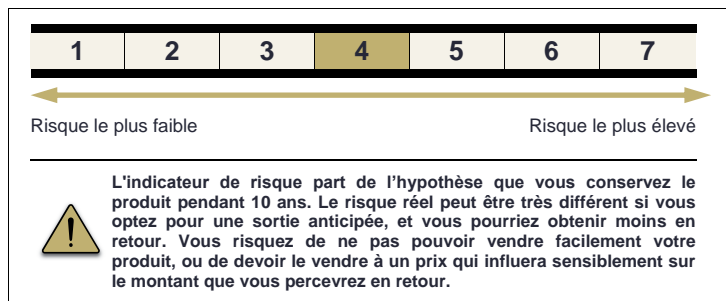 1 2 3 4 5 6 7
Risque le plus faible Risque le plus élevé
L'indicateur de risque part de l’hypothèse que vous conservez le
produit pendant 10 ans. Le risque réel peut être très différent si vous
optez pour une sortie anticipée, et vous pourriez obtenir moins en
retour. Vous risquez de ne pas pouvoir vendre facilement votre
produit, ou de devoir le vendre à un prix qui influera sensiblement sur
le montant que vous percevrez en retour.